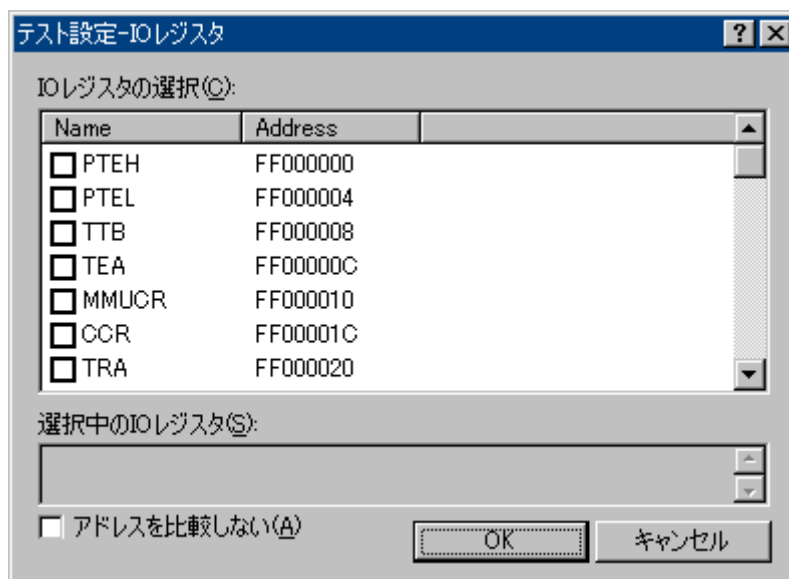 テスト設定-IOレジスタ
IOレジスタの選択(C):
Name Address
PTEH FF000000
PTEL FF000004
TTB FF000008
TEA FF00000C
MMUCR FF000010
CCR FF00001C
TRA FF000020
選択中のIOレジスタ(S):
アドレスを比較しない(A)
OK キャンセル